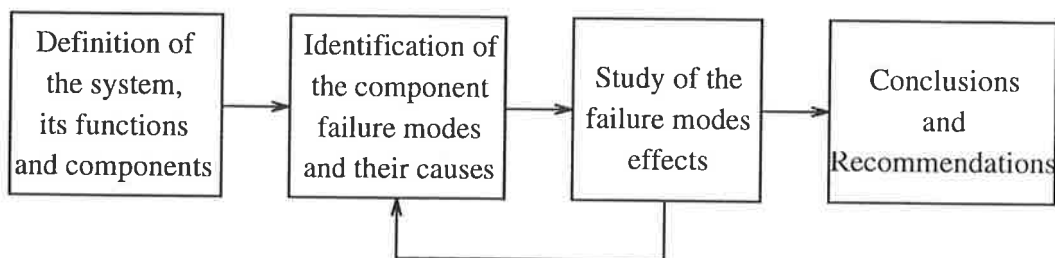 Definition of
the system,
its functions
and components
Identification of
the component
failure modes
and their causes
Study of the
failure modes
effects
Conclusions
and
Recommendations